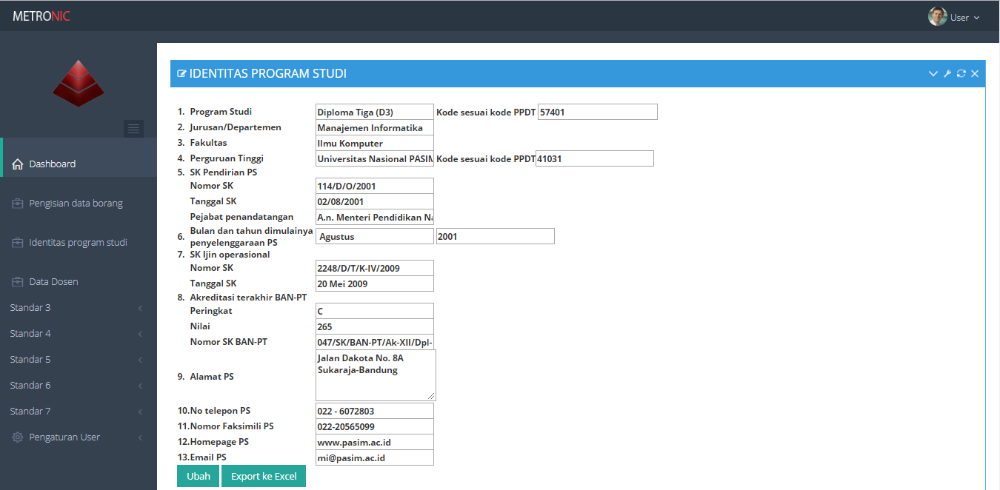 METRONIC
User
Dashboard
Pengisian data borang
Identitas program studi
Data Dosen
Standar 3
Standar 4
Standar 5
Standar 6
Standar 7
Pengaturan User
IDENTITAS PROGRAM STUDI
1. Program Studi Diploma Tiga (D3) Kode sesuai kode PPDT 57401
2. Jurusan/Departemen Manajemen Informatika
3. Fakultas Ilmu Komputer
4. Perguruan Tinggi Universitas Nasional PASIM Kode sesuai kode PPDT 41031
5. SK Pendirian PS
Nomor SK 114/D/O/2001
Tanggal SK 02/08/2001
Pejabat penandatangan A.n. Menteri Pendidikan Na
6. Bulan dan tahun dimulainya
penyelenggaraan PS Agustus 2001
7. SK Ijin operasional
Nomor SK 2248/D/T/K-IV/2009
Tanggal SK 20 Mei 2009
8. Akreditasi terakhir BAN-PT
Peringkat C
Nilai 265
Nomor SK BAN-PT 047/SK/BAN-PT/Ak-XII/Dpl-
9. Alamat PS Jalan Dakota No. 8A
Sukaraja-Bandung
10.No telepon PS 022 - 6072803
11.Nomor Faksimili PS 022-20565099
12.Homepage PS www.pasim.ac.id
13.Email PS mi@pasim.ac.id
Ubah Export ke Excel